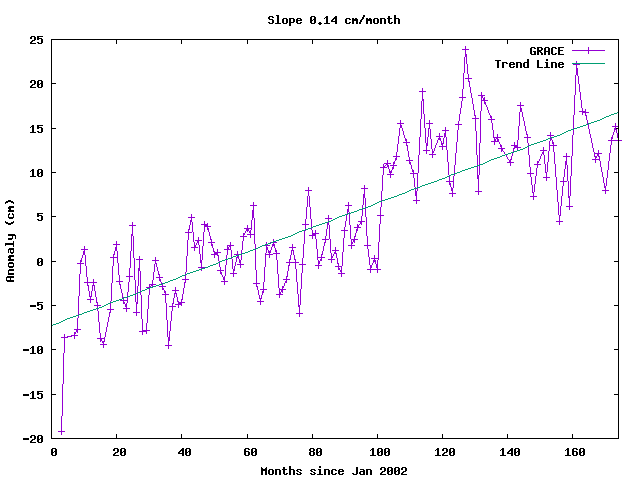 Slope 0.14 cm/month
GRACE
Trend Line
25
20
15
10
5
0
-5
-10
-15
-20
Anomaly (cm)
0 20 40 60 80 100 120 140 160
Months since Jan 2002